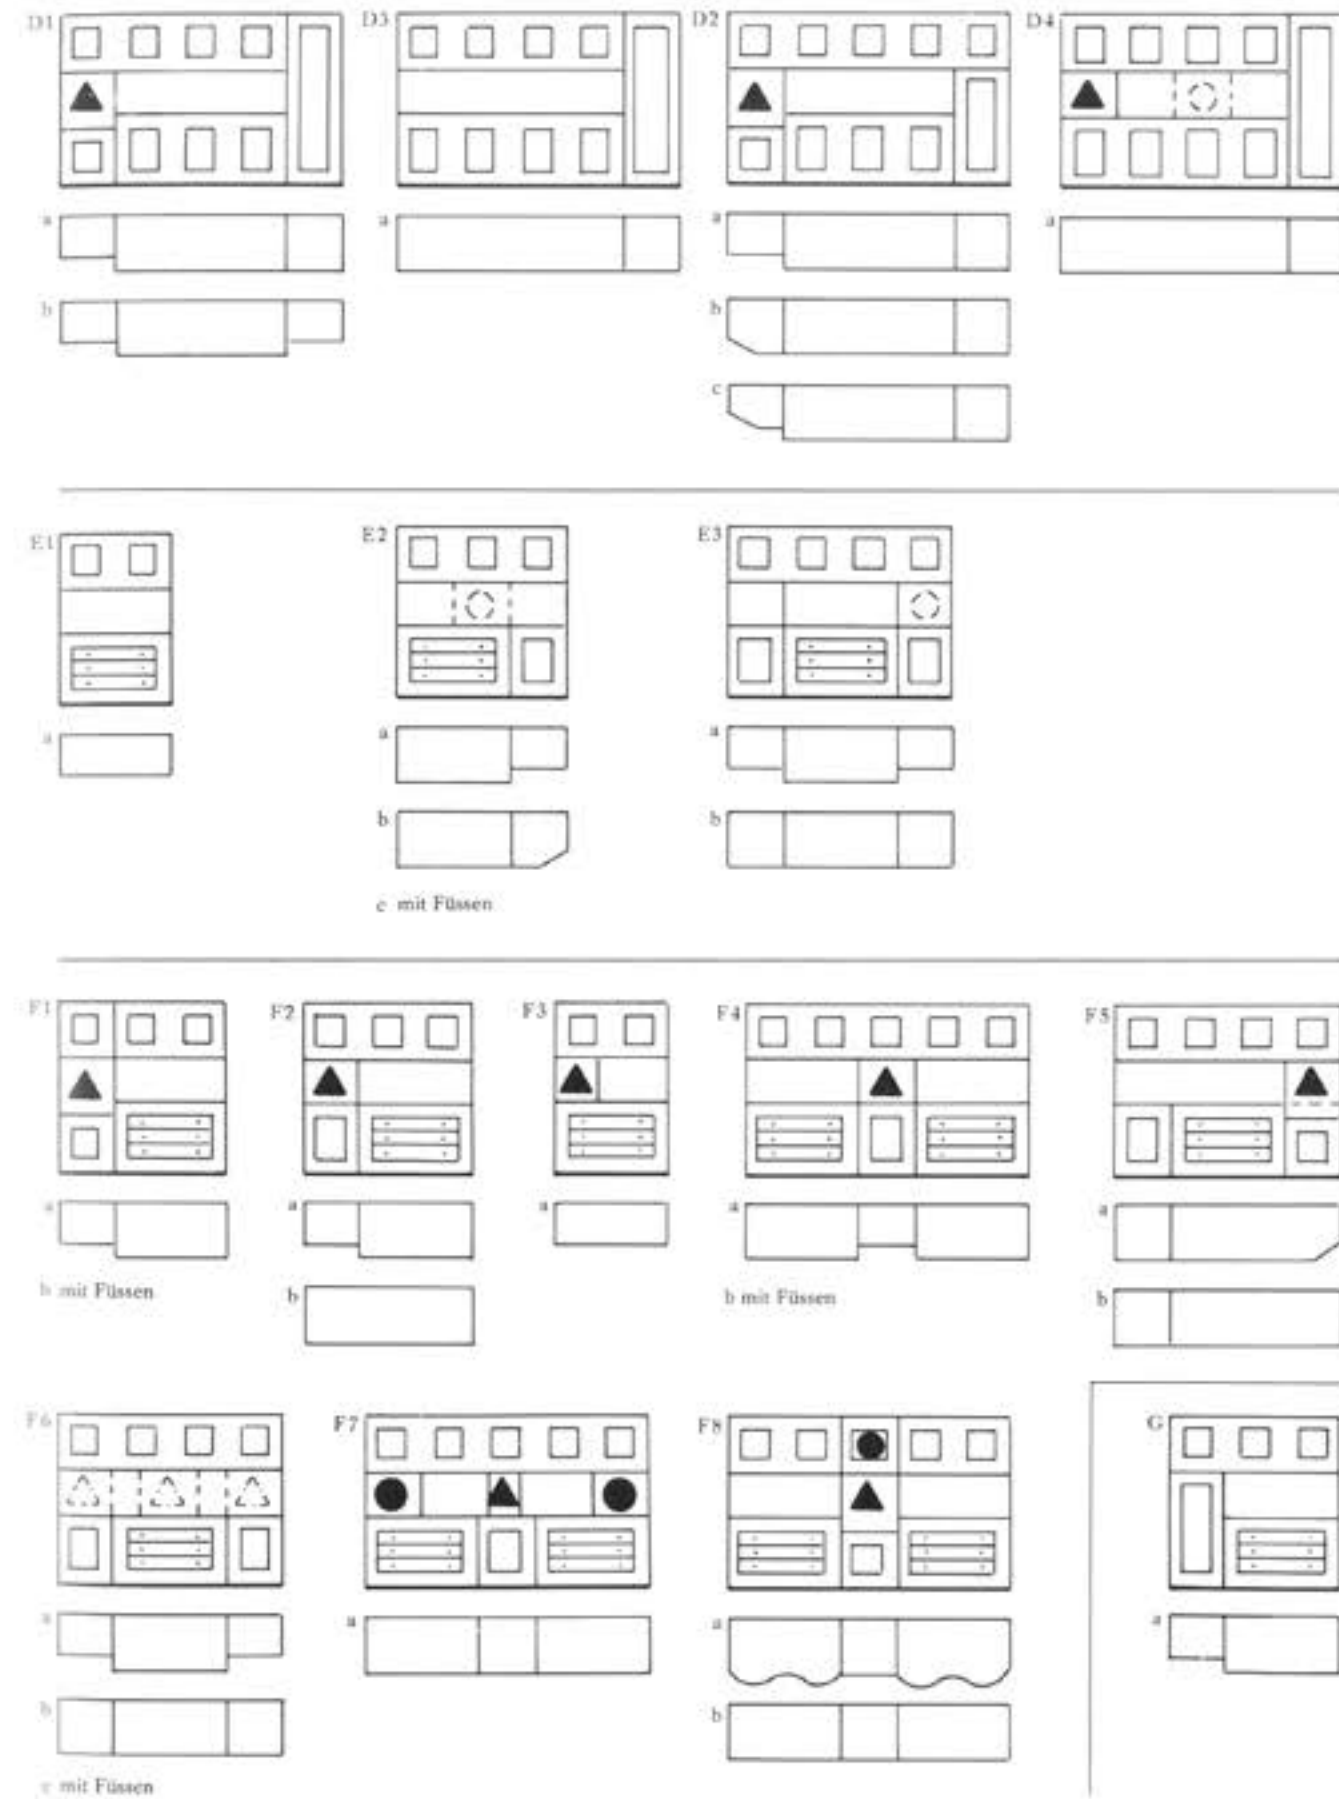 D1 D3 D2 D4
a a a a
b b
c
E1 E2 E3
a a a
b b
c mit Füssen
F1 F2 F3 F4 F5
a a a a a
b mit Füssen b b mit Füssen b
F6 F7 F8 G
a a a a
b b
c mit Füssen